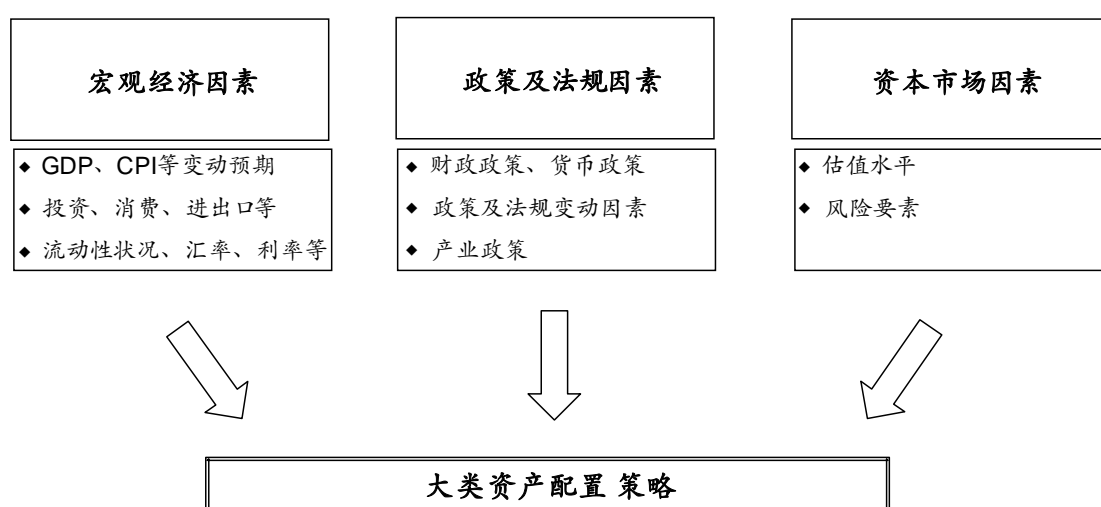 宏观经济因素
◆ GDP、CPI等变动预期
◆ 投资、消费、进出口等
◆ 流动性状况、汇率、利率等
政策及法规因素
◆ 财政政策、货币政策
◆ 政策及法规变动因素
◆ 产业政策
资本市场因素
◆ 估值水平
◆ 风险要素
大类资产配置 策略